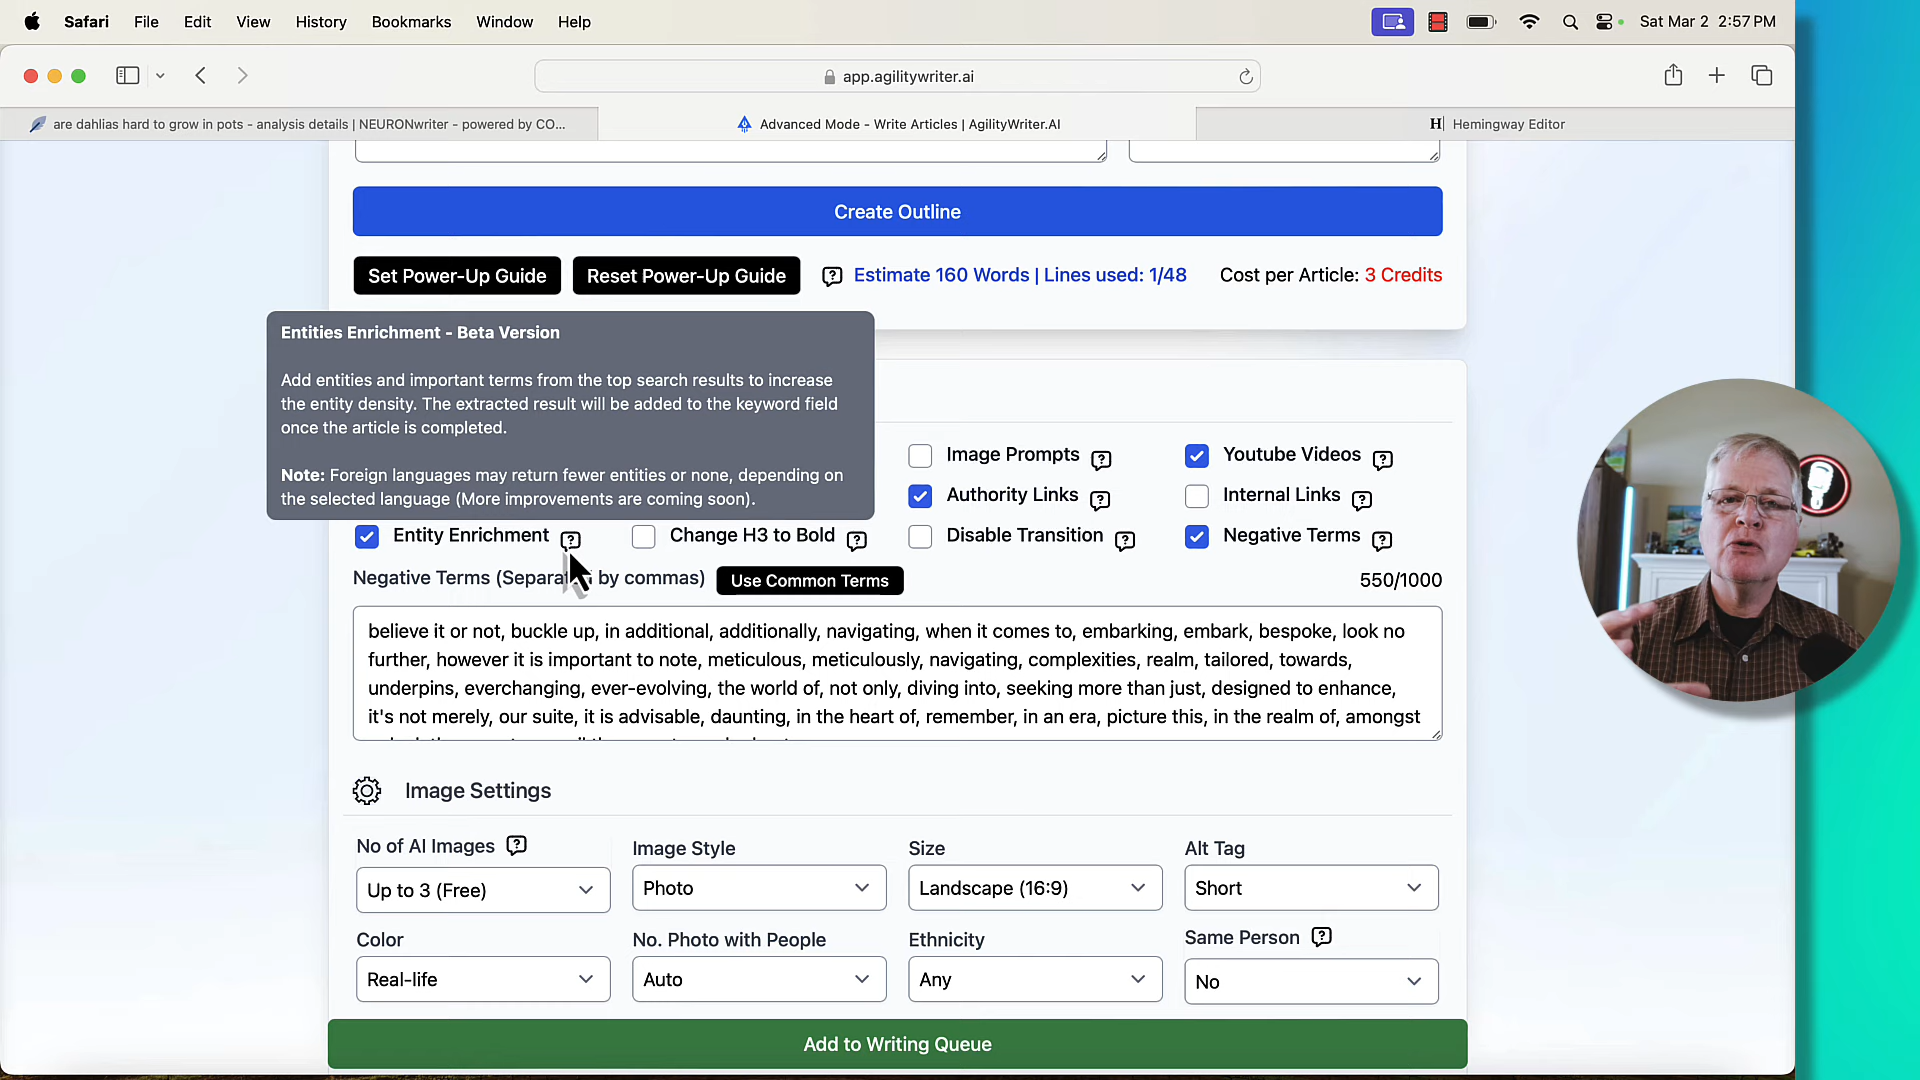 Safari File Edit View History Bookmarks Window Help Sat Mar 2 2:57 PM
app.agilitywriter.ai
are dahlias hard to grow in pots - analysis details | NEURONwriter - powered by CO...
Advanced Mode - Write Articles | AgilityWriter.AI
H Hemingway Editor
Create Outline
Set Power-Up Guide Reset Power-Up Guide Estimate 160 Words | Lines used: 1/48 Cost per Article: 3 Credits
Entities Enrichment - Beta Version
Add entities and important terms from the top search results to increase
the entity density. The extracted result will be added to the keyword field
once the article is completed.
Note: Foreign languages may return fewer entities or none, depending on
the selected language (More improvements are coming soon).
Image Prompts Youtube Videos
Authority Links Internal Links
Entity Enrichment Change H3 to Bold Disable Transition Negative Terms
Negative Terms by commas) Use Common Terms 550/1000
believe it or not, buckle up, in additional, additionally, navigating, when it comes to, embarking, embark, bespoke, look no
further, however it is important to note, meticulous, meticulously, navigating, complexities, realm, tailored, towards,
underpins, everchanging, ever-evolving, the world of, not only, diving into, seeking more than just, designed to enhance,
it's not merely, our suite, it is advisable, daunting, in the heart of, remember, in an era, picture this, in the realm of, amongst
Image Settings
No of AI Images Image Style Size Alt Tag
Up to 3 (Free) Photo Landscape (16:9) Short
Color No. Photo with People Ethnicity Same Person
Real-life Auto Any No
Add to Writing Queue